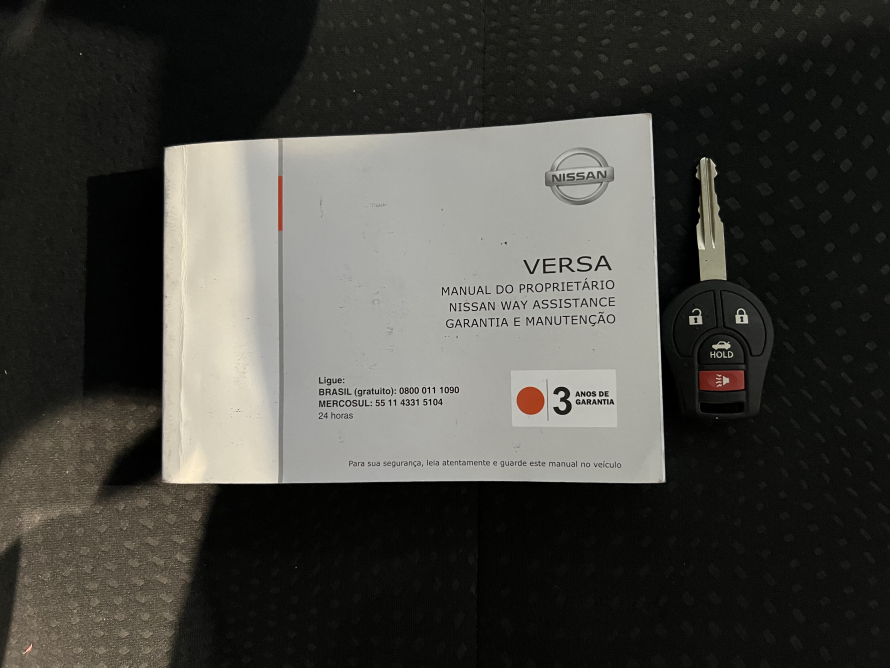 NISSAN
VERSA
MANUAL DO PROPRIETÁRIO
NISSAN WAY ASSISTANCE
GARANTIA E MANUTENÇÃO
Ligue:
BRASIL (gratuito): 0800 011 1090
MERCOSUL: 55 11 4331 5104
24 horas
3 ANOS DE
GARANTIA
Para sua segurança, leia atentamente e guarde este manual no veículo
HOLD